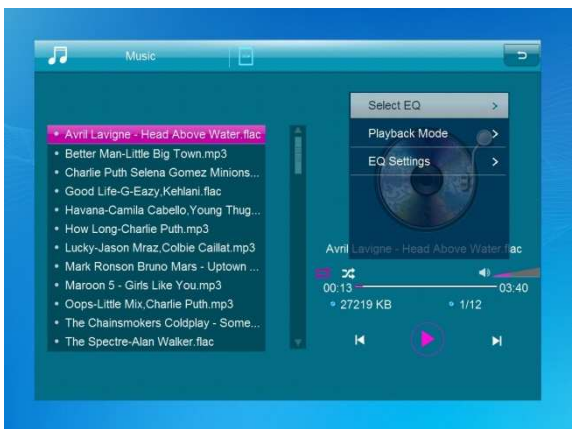 Music
Select EQ
Playback Mode
EQ Settings
Avril Lavigne - Head Above Water.flac
Better Man-Little Big Town.mp3
Charlie Puth Selena Gomez Minions...
Good Life-G-Eazy,Kehlani.flac
Havana-Camila Cabello,Young Thug...
How Long-Charlie Puth.mp3
Lucky-Jason Mraz,Colbie Caillat.mp3
Mark Ronson Bruno Mars - Uptown ...
Maroon 5 - Girls Like You.mp3
Oops-Little Mix,Charlie Puth.mp3
The Chainsmokers Coldplay - Some...
The Spectre-Alan Walker.flac
Avril Lavigne - Head Above Water.flac
00:13
03:40
27219 KB
1/12